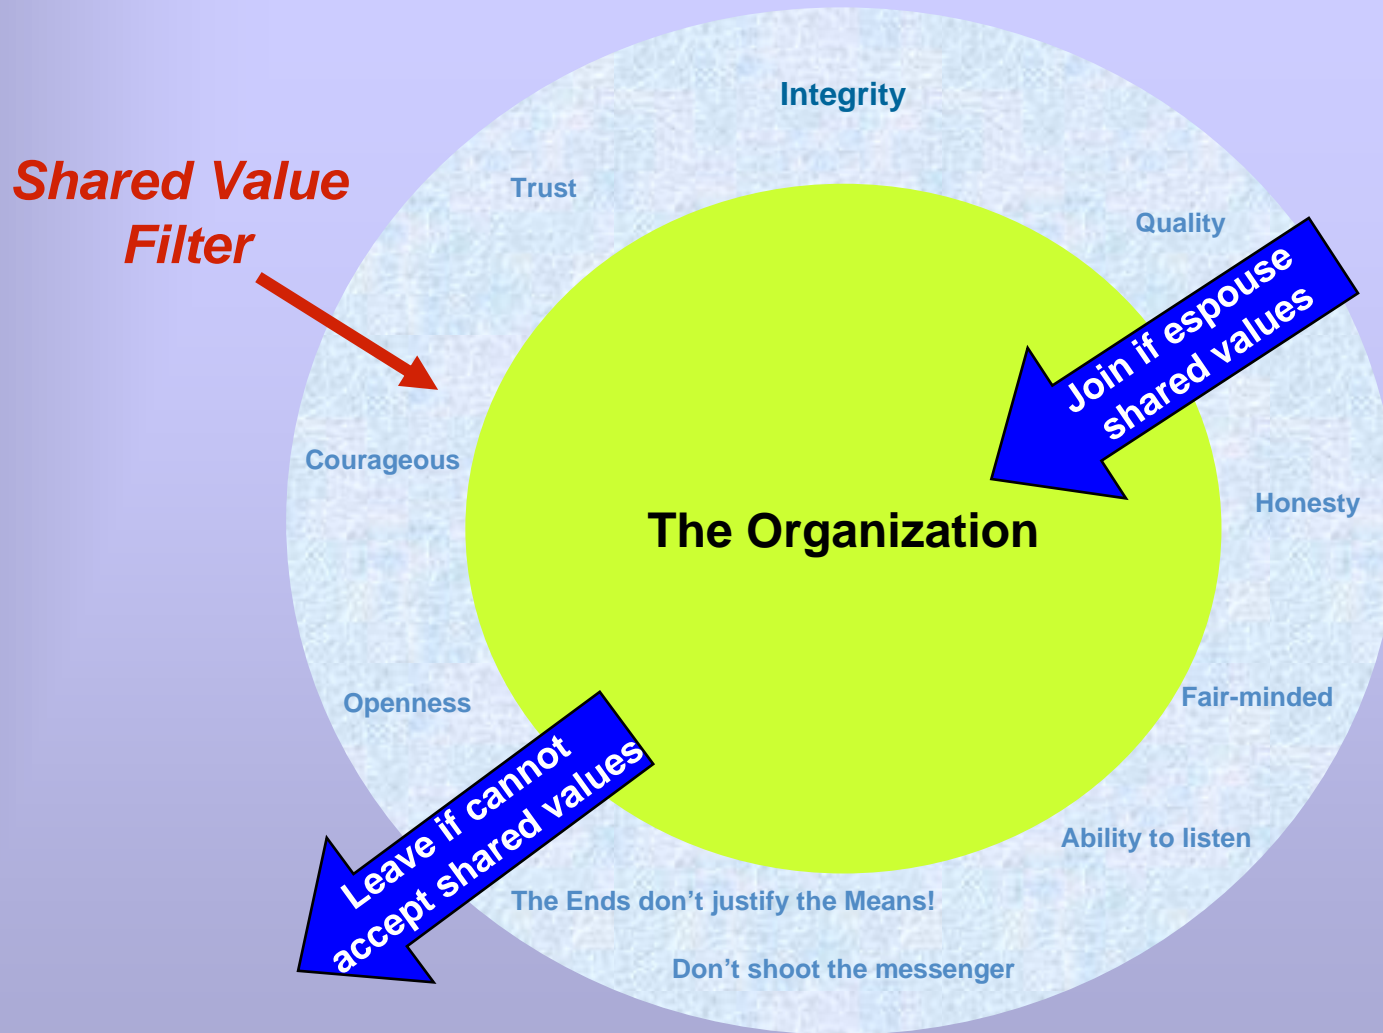 Integrity
Shared Value
Filter
Trust
Quality
Join if espouse
shared values
Courageous
Honesty
The Organization
Openness
Fair-minded
Leave if cannot
accept shared values
Ability to listen
The Ends don’t justify the Means!
Don’t shoot the messenger